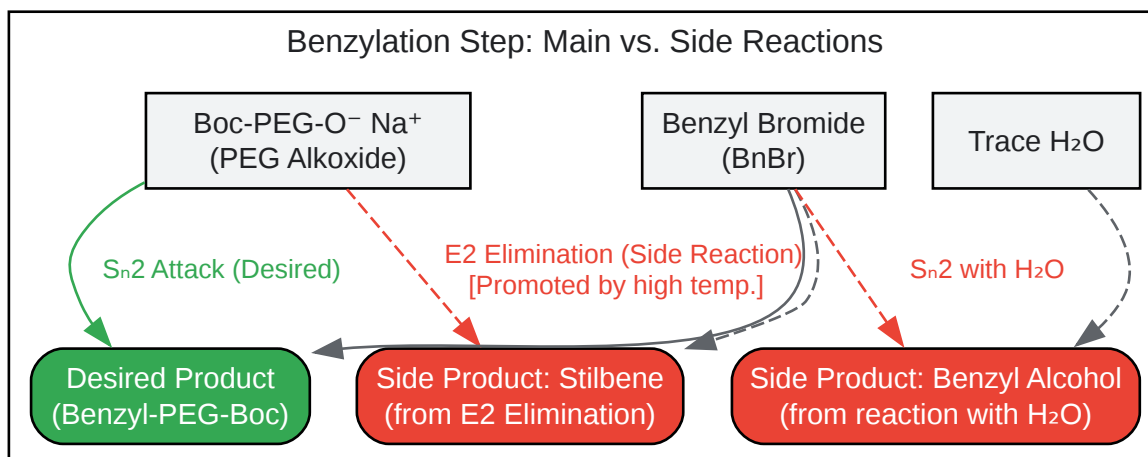 Benzylation Step: Main vs. Side Reactions
Boc-PEG-O⁻ Na⁺
(PEG Alkoxide)
Benzyl Bromide
(BnBr)
Trace H₂O
Sₙ2 Attack (Desired)
E2 Elimination (Side Reaction)
[Promoted by high temp.]
Sₙ2 with H₂O
Desired Product
(Benzyl-PEG-Boc)
Side Product: Stilbene
(from E2 Elimination)
Side Product: Benzyl Alcohol
(from reaction with H₂O)